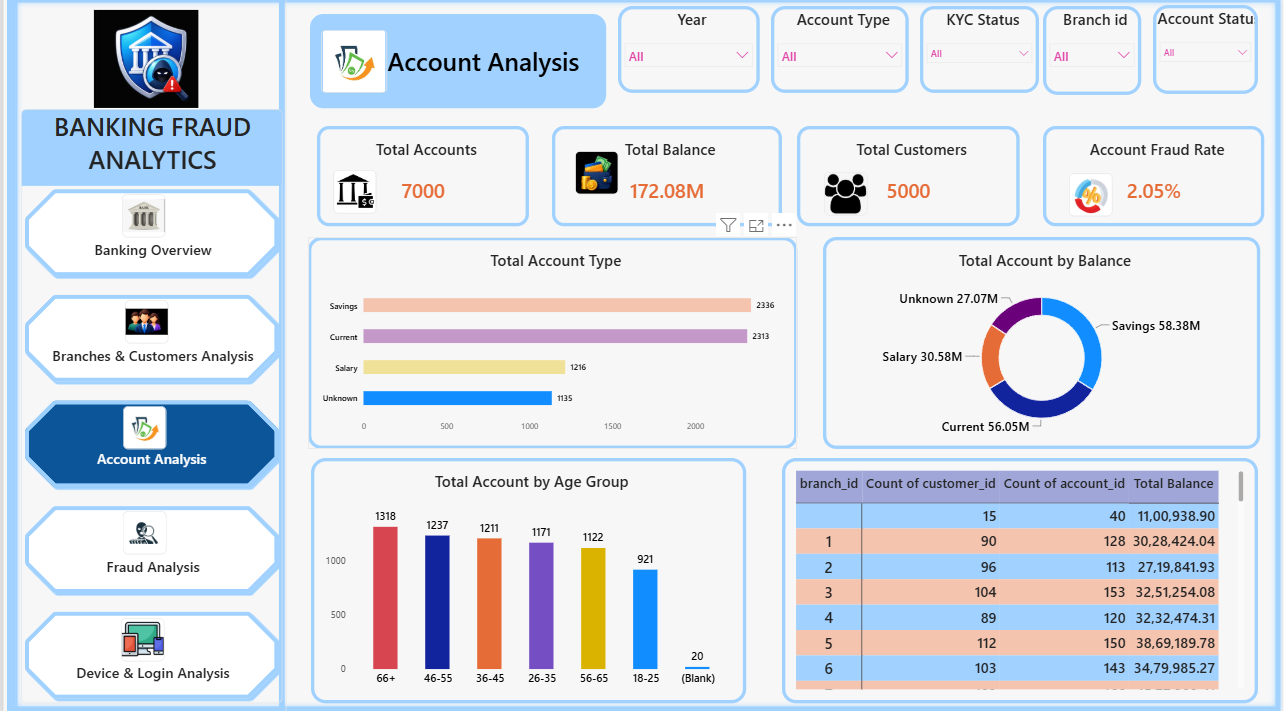 BANKING FRAUD
ANALYTICS
Banking Overview
Branches & Customers Analysis
Account Analysis
Fraud Analysis
Device & Login Analysis
Account Analysis
Year
All
Account Type
All
KYC Status
All
Branch id
All
Account Statu
All
Total Accounts
7000
Total Balance
172.08M
Total Customers
5000
Account Fraud Rate
2.05%
Total Account Type
Savings 2336
Current 2313
Salary 1216
Unknown 1135
0 500 1000 1500 2000
Total Account by Balance
Unknown 27.07M
Savings 58.38M
Salary 30.58M
Current 56.05M
Total Account by Age Group
1318 1237 1211 1171 1122 921 20
1000
500
0
66+ 46-55 36-45 26-35 56-65 18-25 (Blank)
branch_id Count of customer_id Count of account_id Total Balance
15 40 11,00,938.90
1 90 128 30,28,424.04
2 96 113 27,19,841.93
3 104 153 32,51,254.08
4 89 120 32,32,474.31
5 112 150 38,69,189.78
6 103 143 34,79,985.27